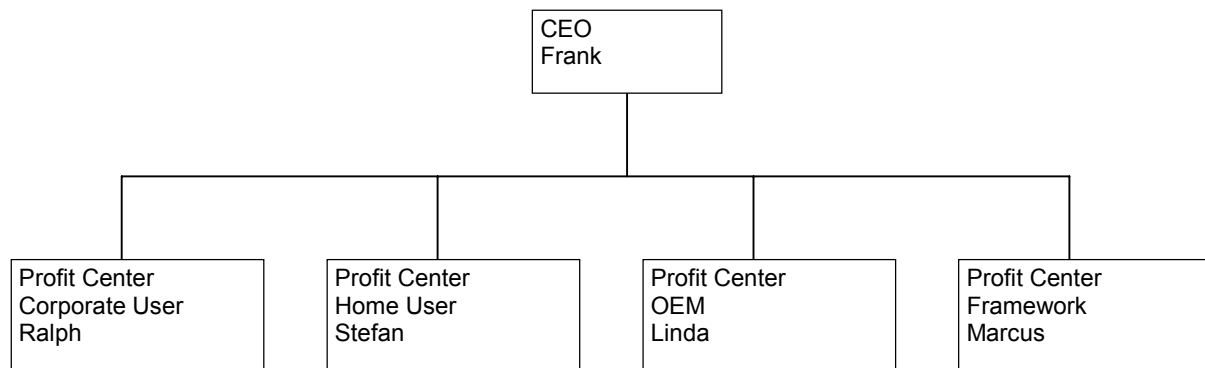 CEO
Frank
Profit Center
Corporate User
Ralph
Profit Center
Home User
Stefan
Profit Center
OEM
Linda
Profit Center
Framework
Marcus